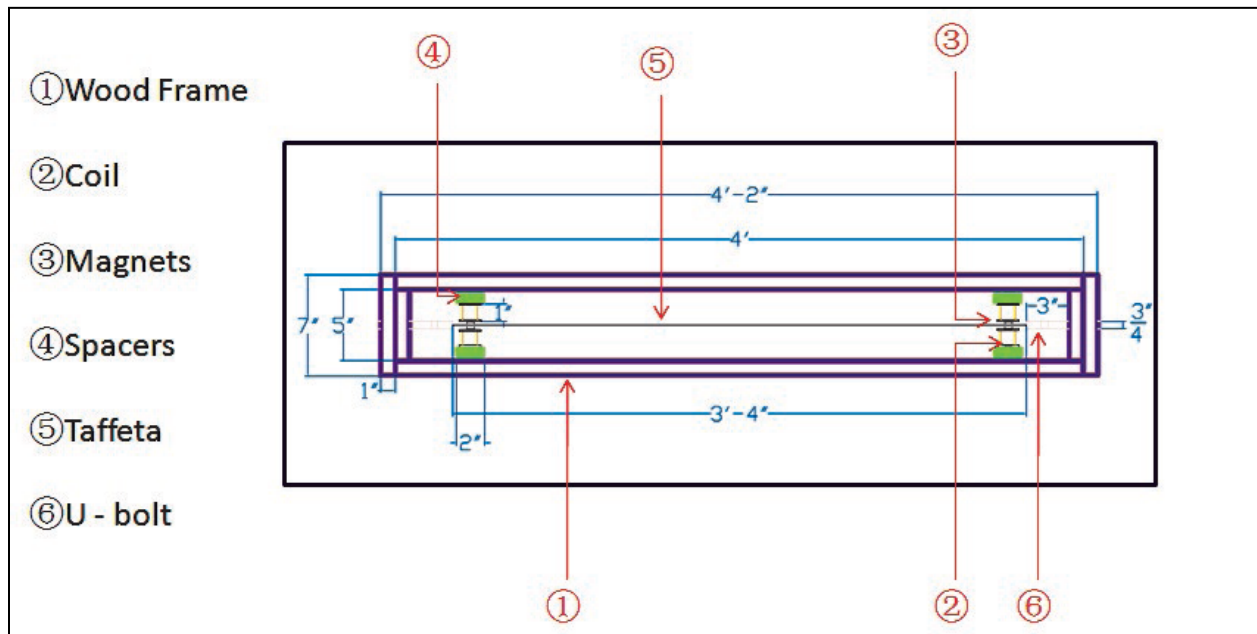 ④
⑤
③
①Wood Frame
②Coil
③Magnets
④Spacers
⑤Taffeta
⑥U - bolt
4'-2"
4'
1"
3"
3"
4
7"
5"
1"
3'-4"
2"
①
②
⑥